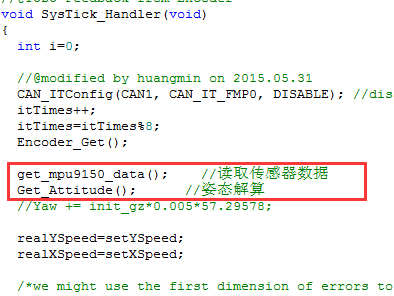 void SysTick_Handler(void)
{
int i=0;
//@modified by huangmin on 2015.05.31
CAN_ITConfig(CAN1, CAN_IT_FMP0, DISABLE); //dis
itTimes++;
itTimes=itTimes%8;
Encoder_Get();
get_mpu9150_data(); //读取传感器数据
Get_Attitude(); //姿态解算
//Yaw += init_gz*0.005*57.29578;
realYSpeed=setYSpeed;
realXSpeed=setXSpeed;
/*we might use the first dimension of errors to